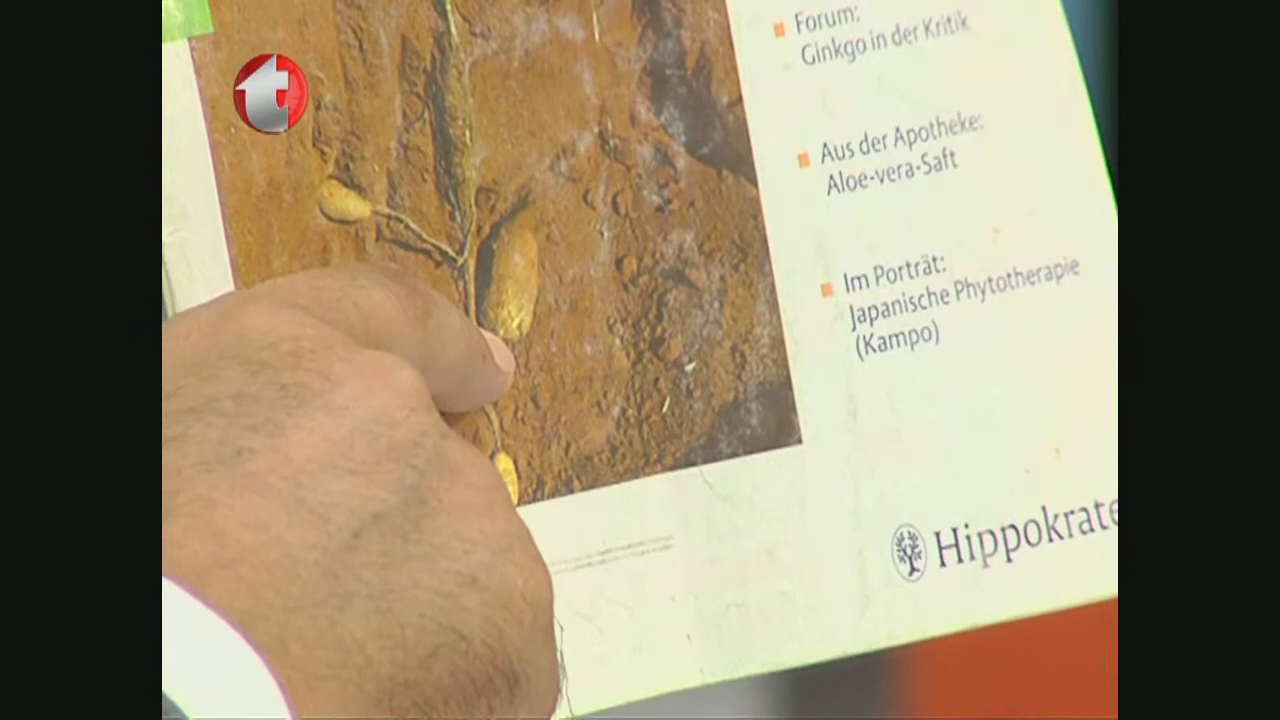 t
Forum:
Ginkgo in der Kritik
Aus der Apotheke:
Aloe-vera-Saft
Im Porträt:
Japanische Phytotherapie
(Kampo)
Hippokrate